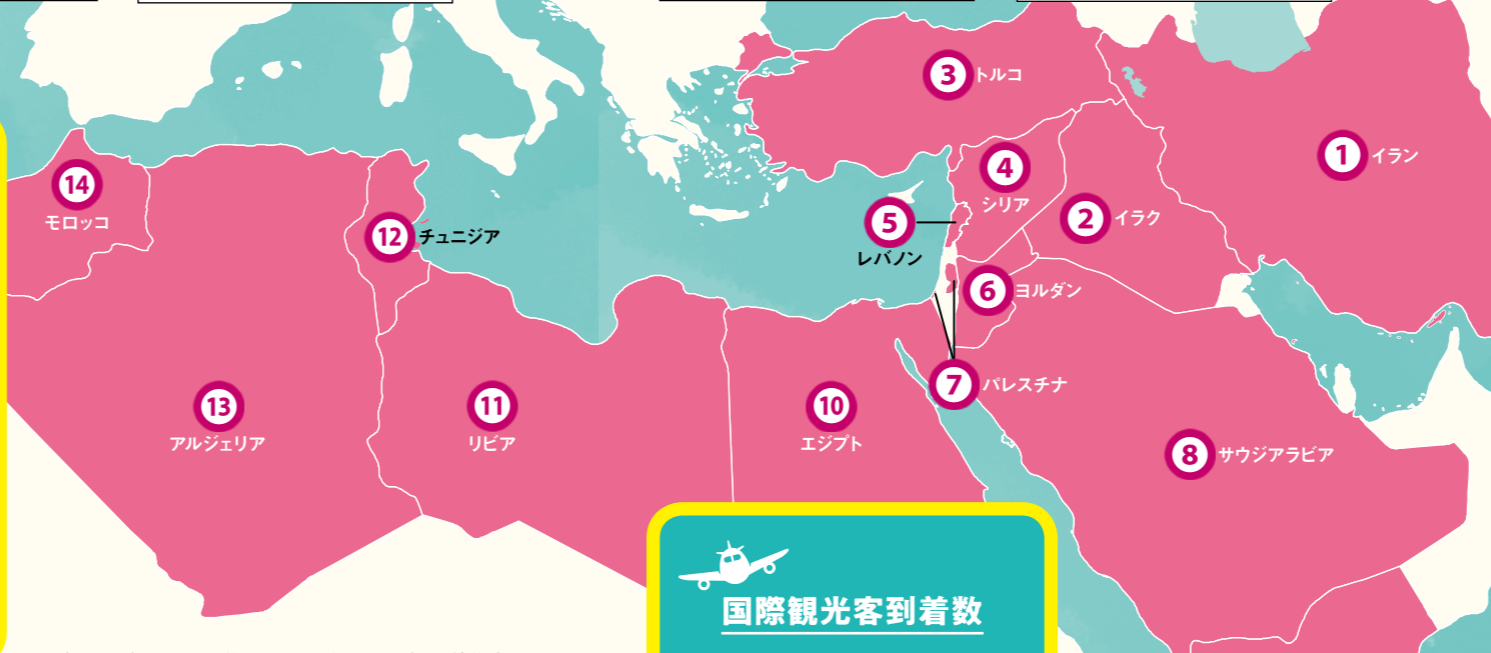 3 トルコ
1 イラン
4
シリア
14
モロッコ
2 イラク
5
レバノン
12 チュニジア
6 ヨルダン
7 パレスチナ
13
アルジェリア
11
リビア
10
エジプト
8 サウジアラビア
国際観光客到着数